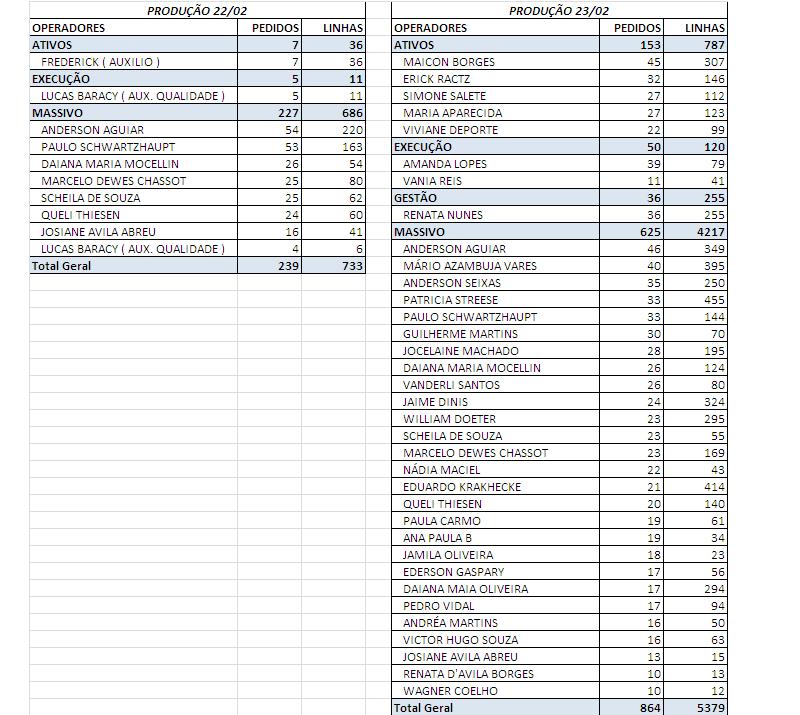 PRODUÇÃO 22/02
OPERADORES PEDIDOS LINHAS
ATIVOS 7 36
FREDERICK ( AUXILIO ) 7 36
EXECUÇÃO 5 11
LUCAS BARACY ( AUX. QUALIDADE ) 5 11
MASSIVO 227 686
ANDERSON AGUIAR 54 220
PAULO SCHWARTZHAUPT 53 163
DAIANA MARIA MOCELLIN 26 54
MARCELO DEWES CHASSOT 25 80
SCHEILA DE SOUZA 25 62
QUELI THIESEN 24 60
JOSIANE AVILA ABREU 16 41
LUCAS BARACY ( AUX. QUALIDADE ) 4 6
Total Geral 239 733
PRODUÇÃO 23/02
OPERADORES PEDIDOS LINHAS
ATIVOS 153 787
MAICON BORGES 45 307
ERICK RACTZ 32 146
SIMONE SALETE 27 112
MARIA APARECIDA 27 123
VIVIANE DEPORTE 22 99
EXECUÇÃO 50 120
AMANDA LOPES 39 79
VANIA REIS 11 41
GESTÃO 36 255
RENATA NUNES 36 255
MASSIVO 625 4217
ANDERSON AGUIAR 46 349
MÁRIO AZAMBUJA VARES 40 395
ANDERSON SEIXAS 35 250
PATRICIA STREESE 33 455
PAULO SCHWARTZHAUPT 33 144
GUILHERME MARTINS 30 70
JOCELAINE MACHADO 28 195
DAIANA MARIA MOCELLIN 26 124
VANDERLI SANTOS 26 80
JAIME DINIS 24 324
WILLIAM DOETER 23 295
SCHEILA DE SOUZA 23 55
MARCELO DEWES CHASSOT 23 169
NÁDIA MACIEL 22 43
EDUARDO KRAKHECKE 21 414
QUELI THIESEN 20 140
PAULA CARMO 19 61
ANA PAULA B 19 34
JAMILA OLIVEIRA 18 23
EDERSON GASPARY 17 56
DAIANA MAIA OLIVEIRA 17 294
PEDRO VIDAL 17 94
ANDRÉA MARTINS 16 50
VICTOR HUGO SOUZA 16 63
JOSIANE AVILA ABREU 13 15
RENATA D'AVILA BORGES 10 13
WAGNER COELHO 10 12
Total Geral 864 5379